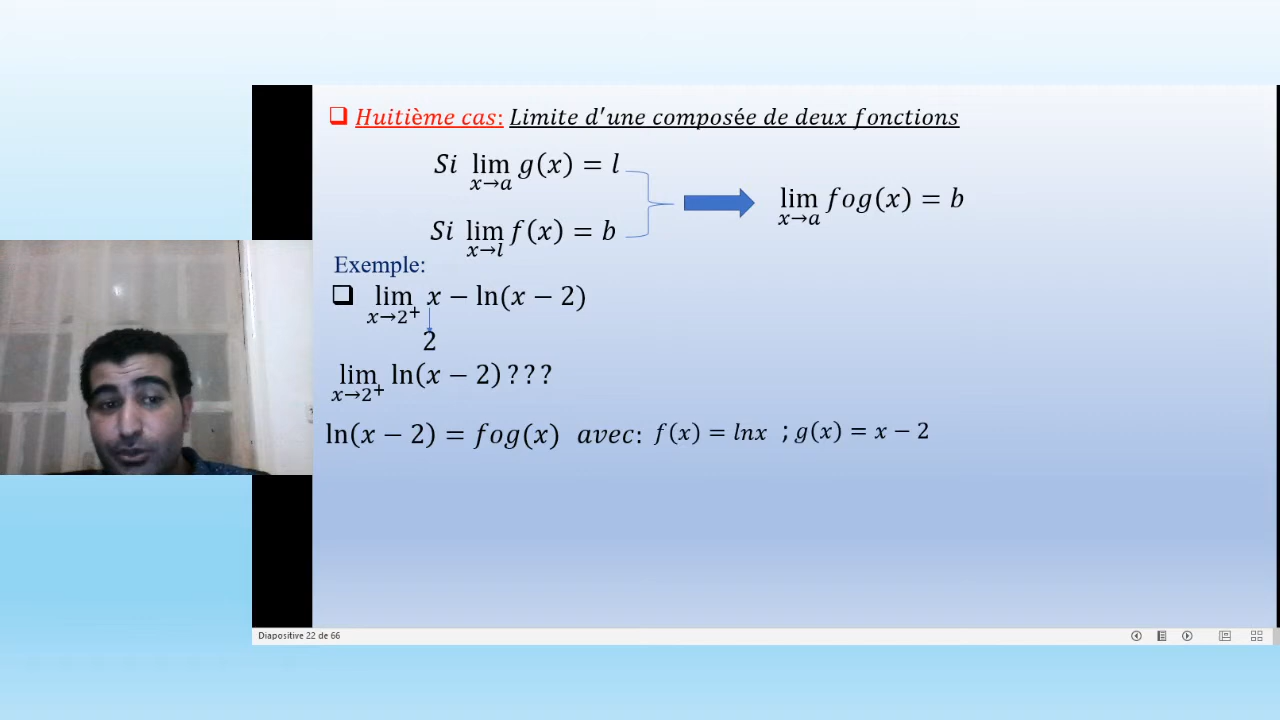 ❑ Huitième cas: Limite d'une composée de deux fonctions
Si lim x→a g(x) = l
Si lim x→l f(x) = b
lim x→a fog(x) = b
Exemple:
❑ lim x→2⁺ x − ln(x − 2)
2
lim x→2⁺ ln(x − 2) ???
ln(x − 2) = fog(x) avec: f(x) = lnx ; g(x) = x − 2
Diapositive 22 de 66